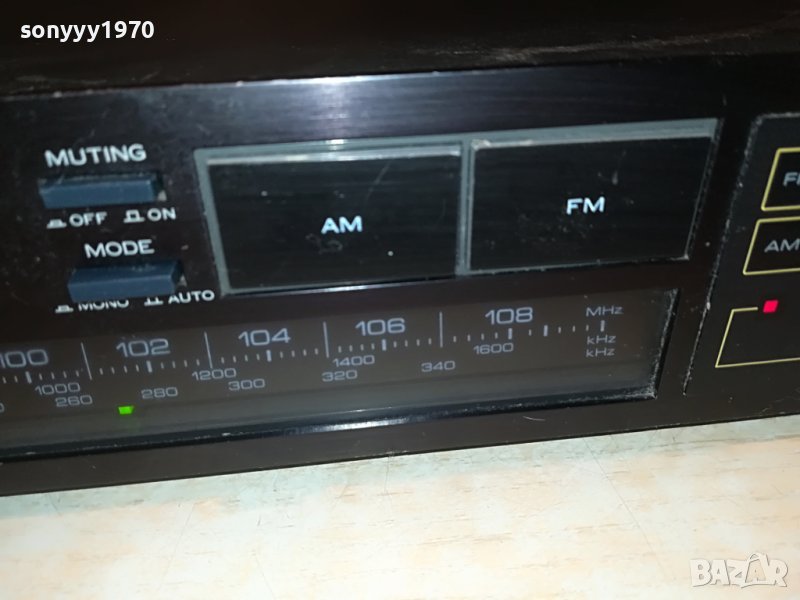 sonyyy1970
MUTING
OFF ON
MODE
MONO AUTO
AM
FM
AM
100 102 104 106 108 MHz
1000 1200 1400 1600 kHz
260 280 300 320 340 kHz
BAZAR